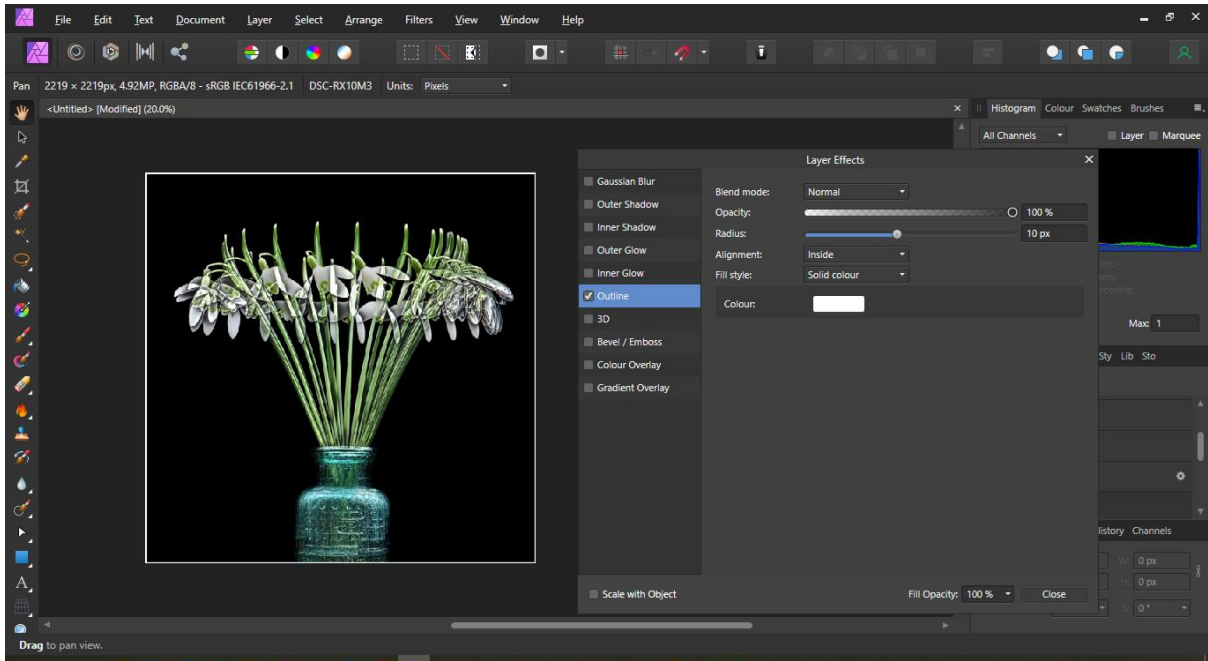 File Edit Text Document Layer Select Arrange Filters View Window Help
Pan 2219 × 2219px, 4.92MP, RGBA/8 - sRGB IEC61966-2.1 DSC-RX10M3 Units: Pixels
<Untitled> [Modified] (20.0%)
Histogram Colour Swatches Brushes
All Channels Layer Marquee
Layer Effects
Gaussian Blur
Outer Shadow
Inner Shadow
Outer Glow
Inner Glow
Outline
3D
Bevel / Emboss
Colour Overlay
Gradient Overlay
Blend mode: Normal
Opacity: 100 %
Radius: 10 px
Alignment: Inside
Fill style: Solid colour
Colour:
Max: 1
Sty Lib Sto
History Channels
W: 0 px
H: 0 px
S: 0 °
Scale with Object
Fill Opacity: 100 % Close
Drag to pan view.